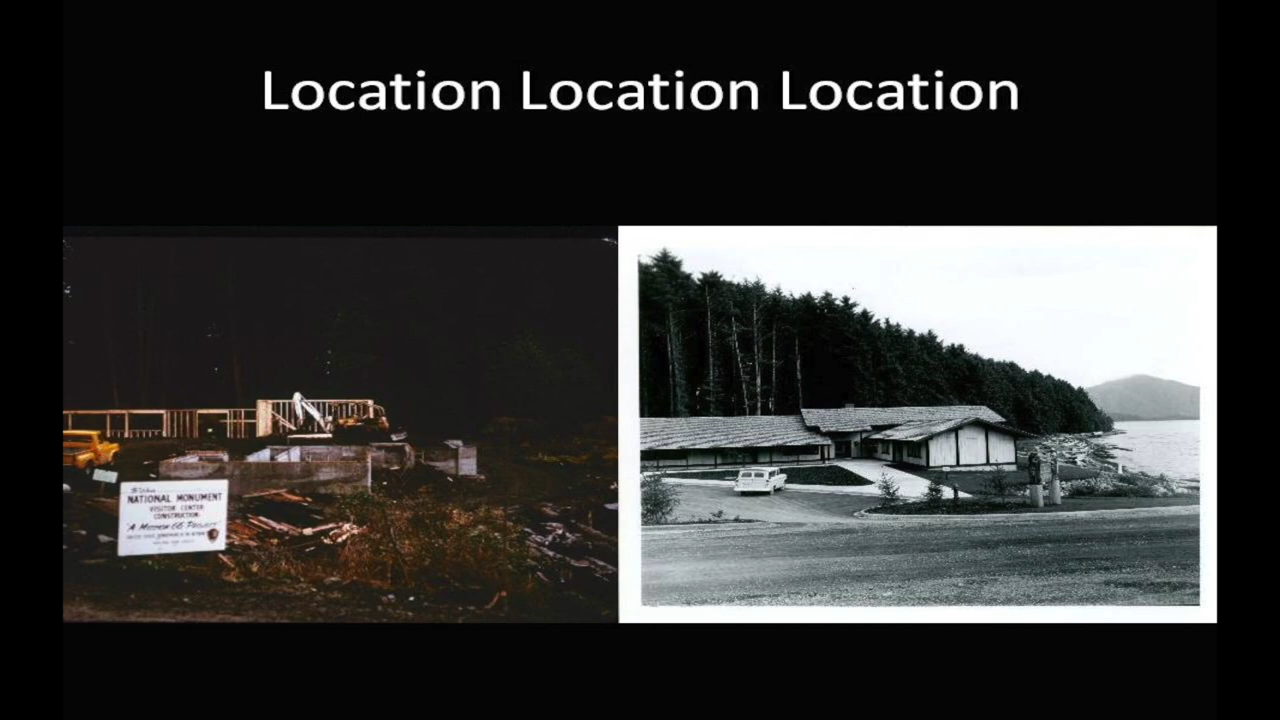 Location Location Location
NATIONAL MONUMENT
VISITOR CENTER
CONSTRUCTION
"A MISSION 66 PROJECT"